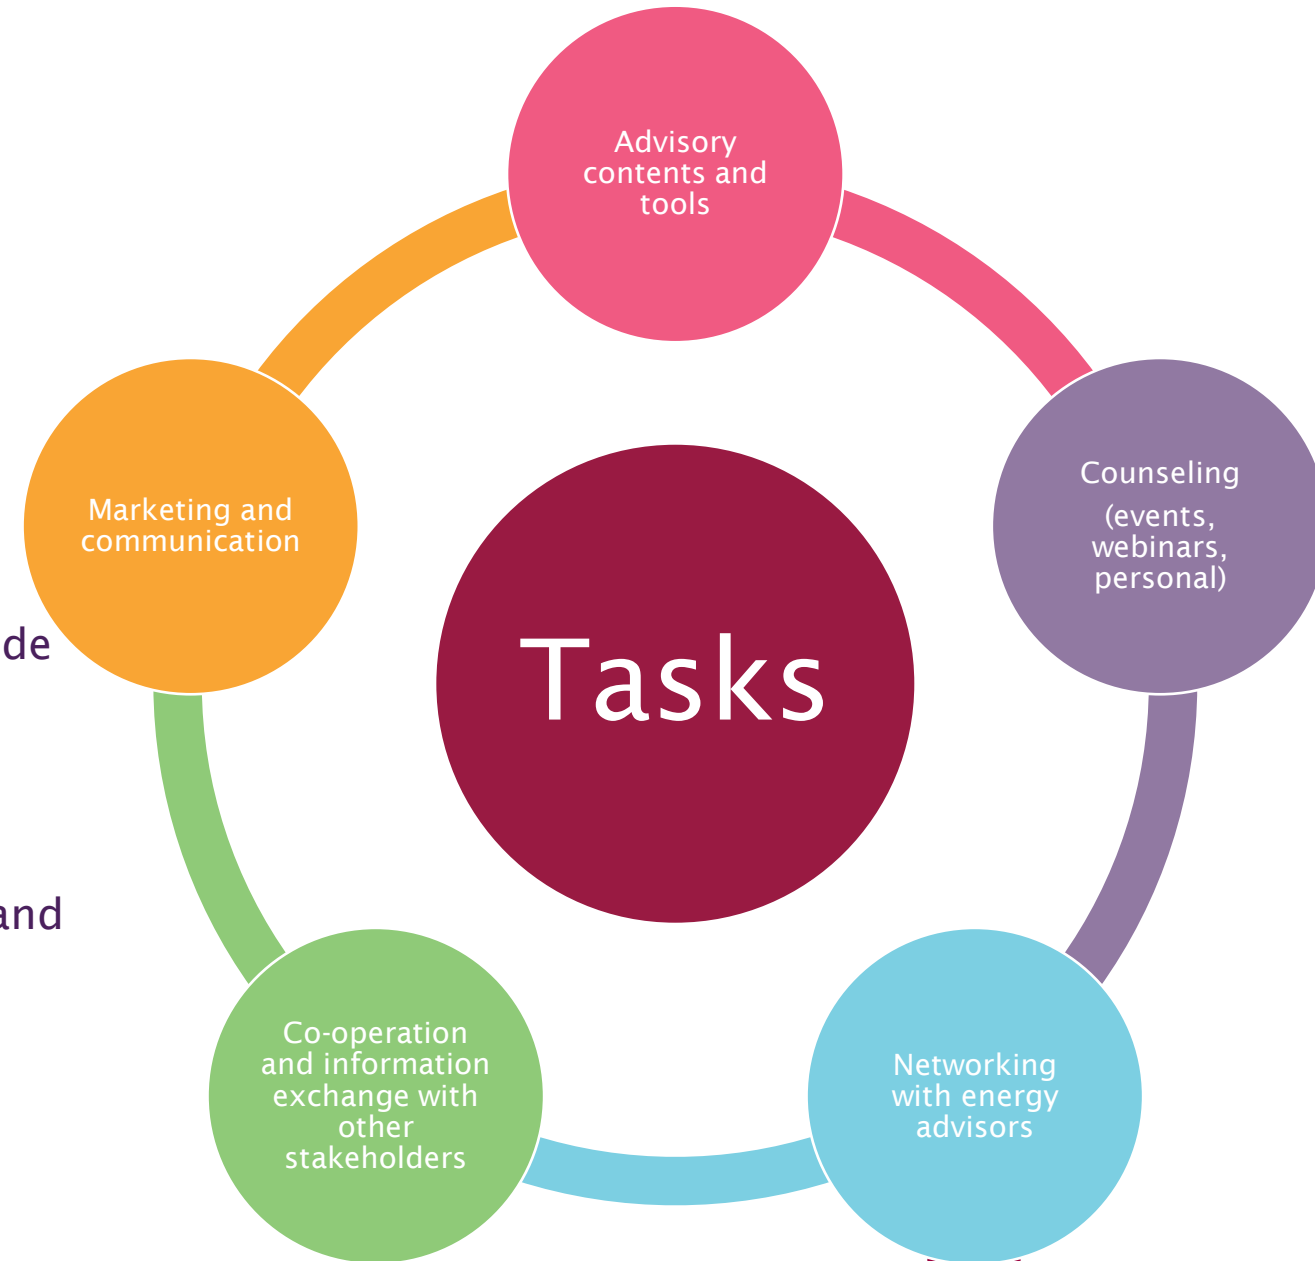 Advisory
contents and
tools
Counseling
(events,
webinars,
personal)
Marketing and
communication
de
Tasks
and
Co-operation
and information
exchange with
other
stakeholders
Networking
with energy
advisors